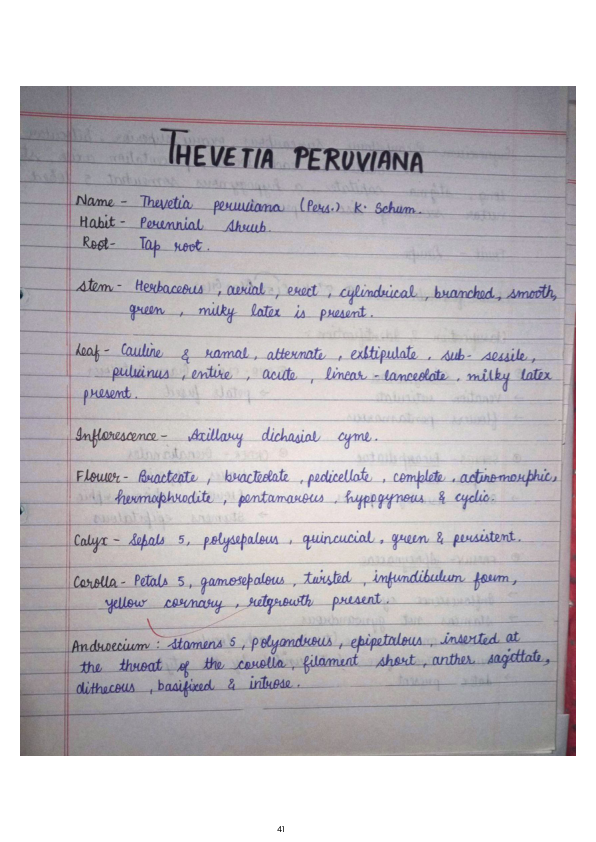 THEVETIA PERUVIANA
Name - Thevetia peruviana (Pers.) K. Schum.
Habit - Perennial shrub.
Root- Tap root.
stem - Herbaceous , aerial , erect , cylindrical , branched, smooth,
green , milky latex is present.
Leaf - Cauline & ramal , alternate , exstipulate , sub- sessile,
pulvinus , entire , acute , linear - lanceolate , milky latex
present.
Inflorescence - Axillary dichasial cyme.
Flower- Bracteate , bracteolate , pedicellate , complete , actinomorphic,
hermaphrodite , pentamarous , hypogynous & cyclic.
Calyx - Sepals 5, polysepalous , quincucial , green & persistent.
Corolla - Petals 5, gamosepalous , twisted , infundibulum form,
yellow cornary , retgrowth present.
Androecium : stamens 5 , polyandrous , epipetalous , inserted at
the throat of the corolla , filament short , anther sagittate,
dithecous , basifixed & introse.
41